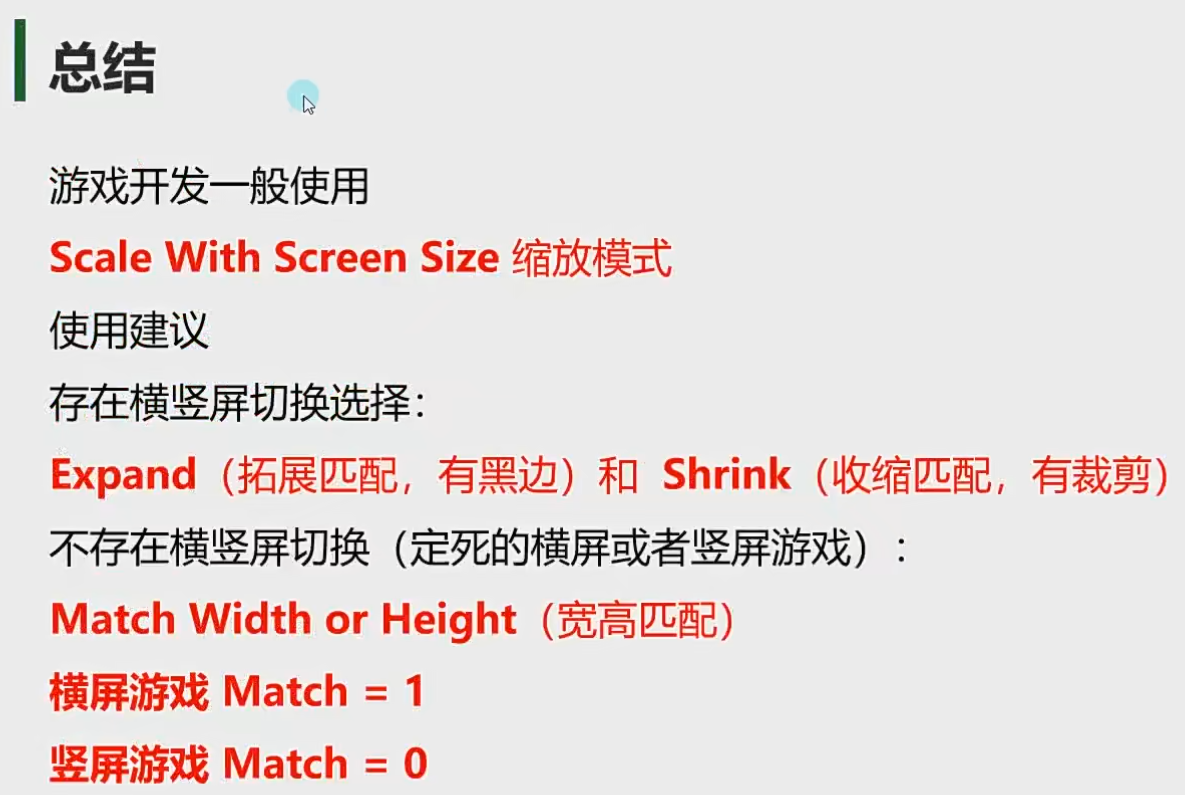 总结
游戏开发一般使用
Scale With Screen Size 缩放模式
使用建议
存在横竖屏切换选择：
Expand（拓展匹配，有黑边）和 Shrink（收缩匹配，有裁剪）
不存在横竖屏切换（定死的横屏或者竖屏游戏）：
Match Width or Height（宽高匹配）
横屏游戏 Match = 1
竖屏游戏 Match = 0